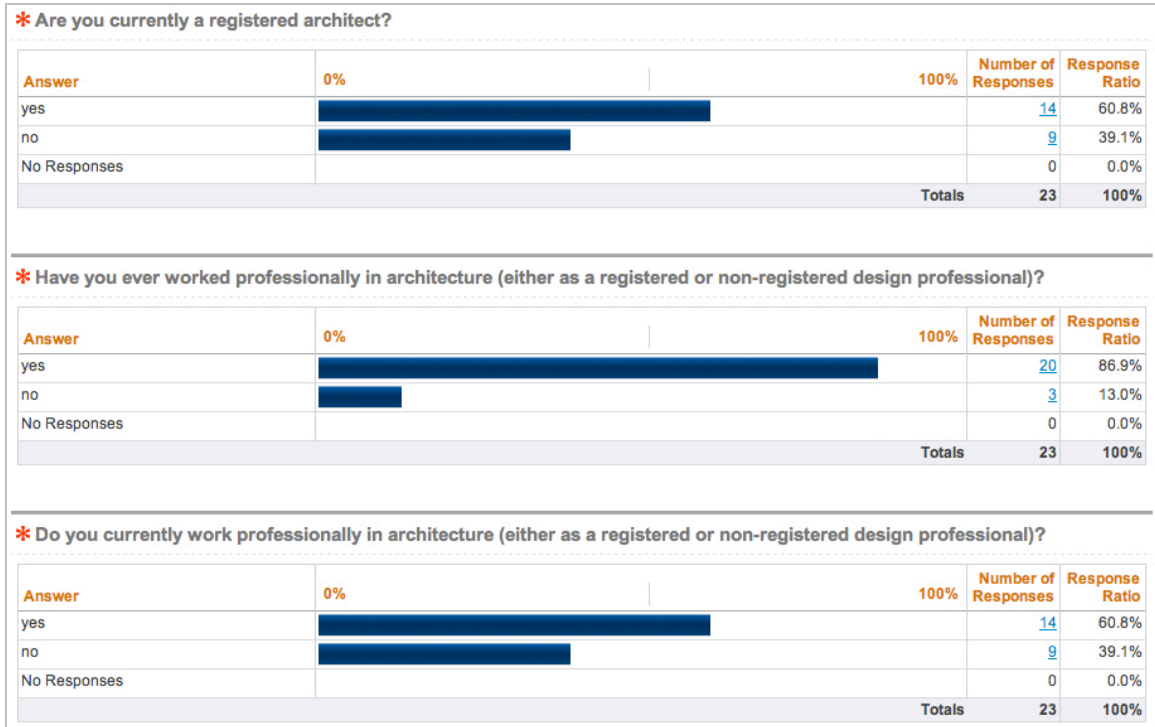 * Are you currently a registered architect?
Answer 0% 100% Number of Responses Response Ratio
yes 14 60.8%
no 9 39.1%
No Responses 0 0.0%
Totals 23 100%
* Have you ever worked professionally in architecture (either as a registered or non-registered design professional)?
Answer 0% 100% Number of Responses Response Ratio
yes 20 86.9%
no 3 13.0%
No Responses 0 0.0%
Totals 23 100%
* Do you currently work professionally in architecture (either as a registered or non-registered design professional)?
Answer 0% 100% Number of Responses Response Ratio
yes 14 60.8%
no 9 39.1%
No Responses 0 0.0%
Totals 23 100%